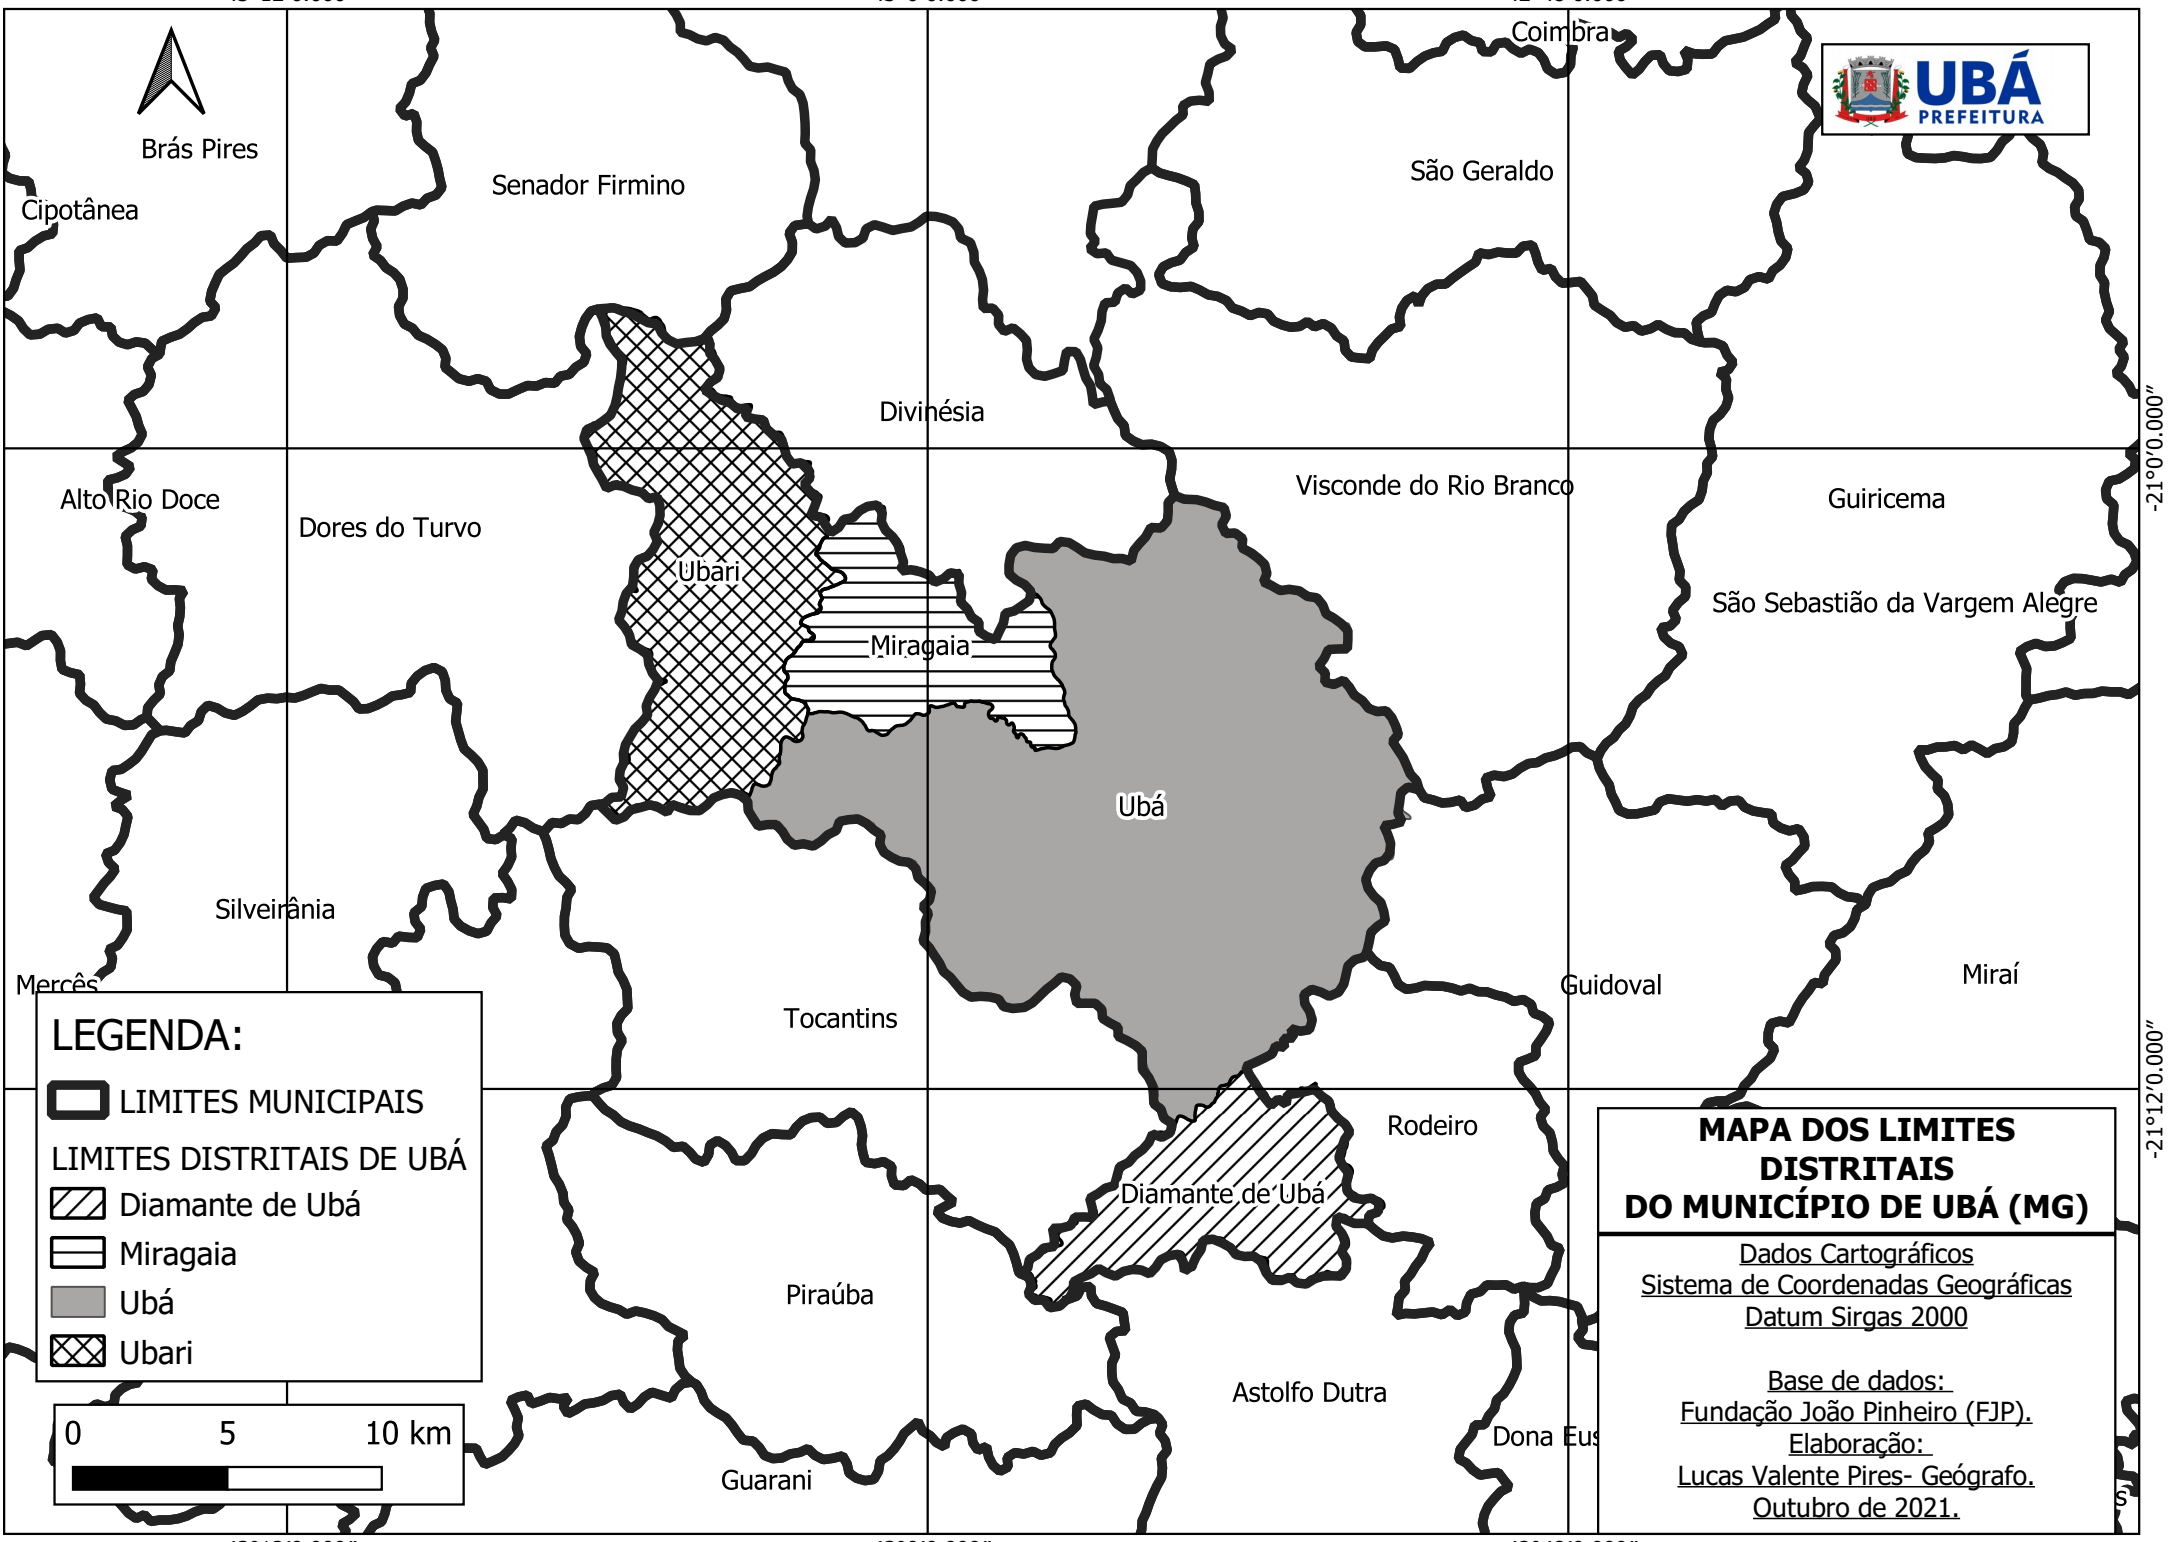 Coimbra
UBÁ
PREFEITURA
Brás Pires
São Geraldo
Senador Firmino
Cipotânea
Divinésia
Visconde do Rio Branco
Guiricema
-21°0'0.000"
Alto Rio Doce
Dores do Turvo
Ubari
São Sebastião da Vargem Alegre
Miragaia
Ubá
Silveirânia
Mercês
Guidoval
Miraí
Tocantins
-21°12'0.000"
Rodeiro
Diamante de Ubá
Piraúba
Astolfo Dutra
Dona Eus
Guarani
LEGENDA:
LIMITES MUNICIPAIS
LIMITES DISTRITAIS DE UBÁ
Diamante de Ubá
Miragaia
Ubá
Ubari
0 5 10 km
MAPA DOS LIMITES
DISTRITAIS
DO MUNICÍPIO DE UBÁ (MG)
Dados Cartográficos
Sistema de Coordenadas Geográficas
Datum Sirgas 2000
Base de dados:
Fundação João Pinheiro (FJP).
Elaboração:
Lucas Valente Pires- Geógrafo.
Outubro de 2021.